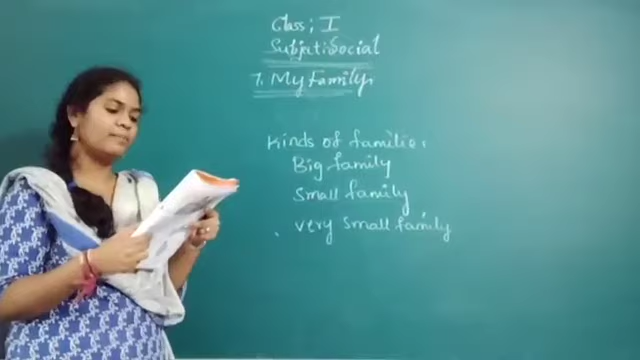 Class; I
Subject: Social
1. My Family,
Kinds of families
Big family
Small family
very small family